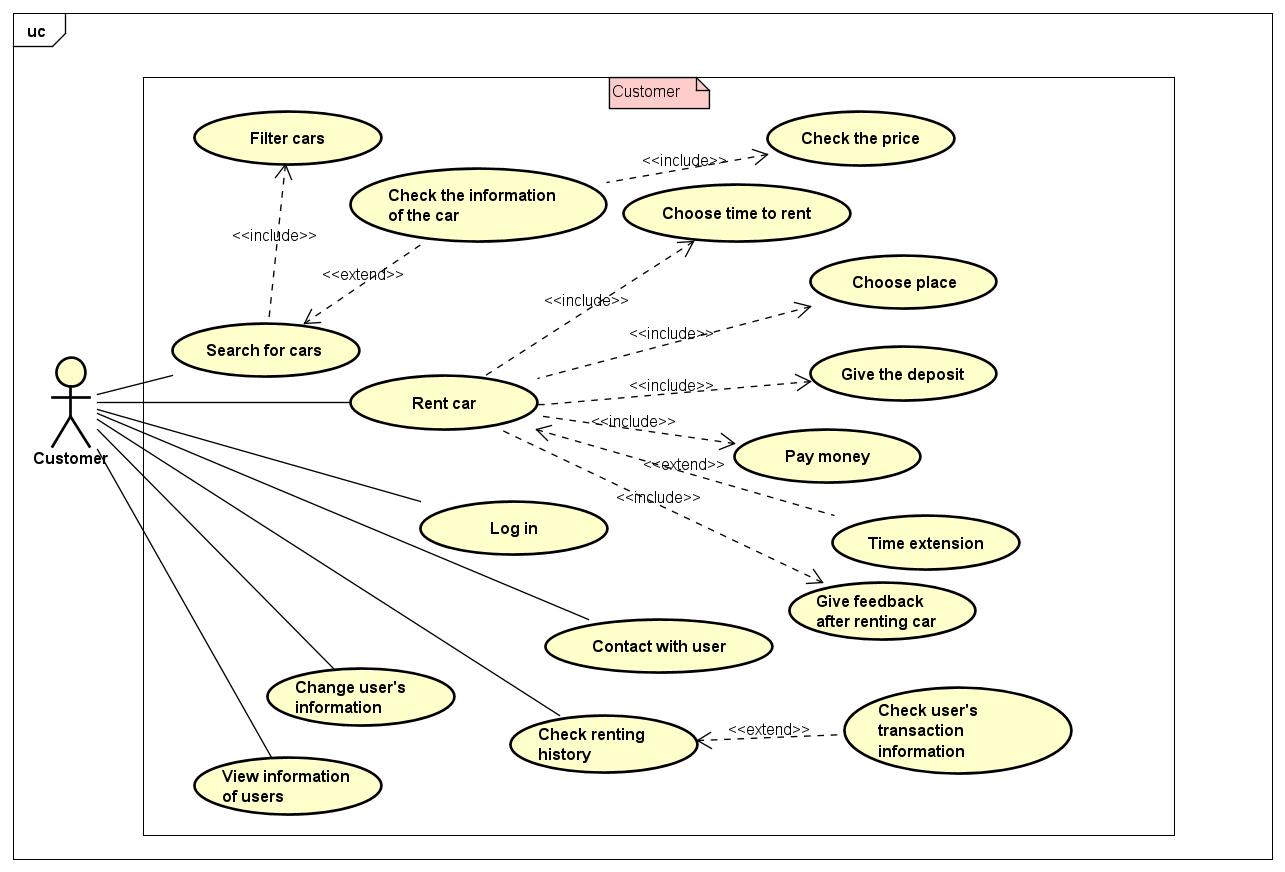 uc
Customer
Filter cars
Check the price
<<include>>
Check the information
of the car
Choose time to rent
<<include>>
<<extend>>
Choose place
<<include>>
<<include>>
Search for cars
Give the deposit
<<include>>
Rent car
<<include>>
Pay money
Customer
<<extend>>
<<include>>
Log in
Time extension
Give feedback
after renting car
Contact with user
Change user's
information
Check user's
transaction
information
<<extend>>
Check renting
history
View information
of users